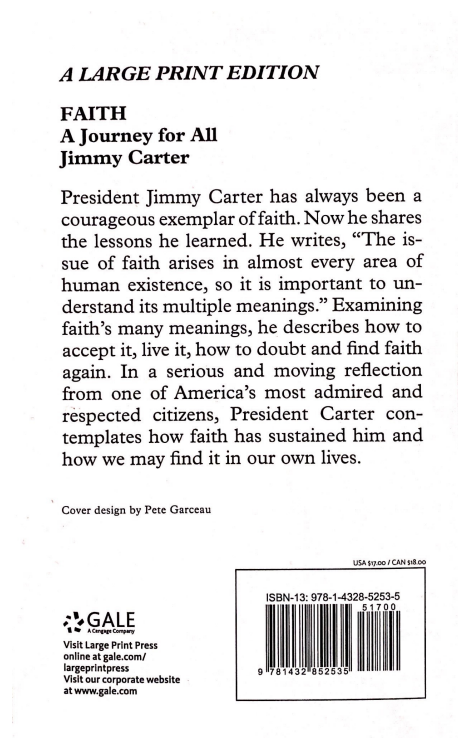 A LARGE PRINT EDITION
FAITH
A Journey for All
Jimmy Carter
President Jimmy Carter has always been a
courageous exemplar of faith. Now he shares
the lessons he learned. He writes, “The is-
sue of faith arises in almost every area of
human existence, so it is important to un-
derstand its multiple meanings.” Examining
faith’s many meanings, he describes how to
accept it, live it, how to doubt and find faith
again. In a serious and moving reflection
from one of America’s most admired and
respected citizens, President Carter con-
templates how faith has sustained him and
how we may find it in our own lives.
Cover design by Pete Garceau
USA $17.00 / CAN $18.00
ISBN-13: 978-1-4328-5253-5
51700
9 781432 852535
GALE
A Cengage Company
Visit Large Print Press
online at gale.com/
largeprintpress
Visit our corporate website
at www.gale.com